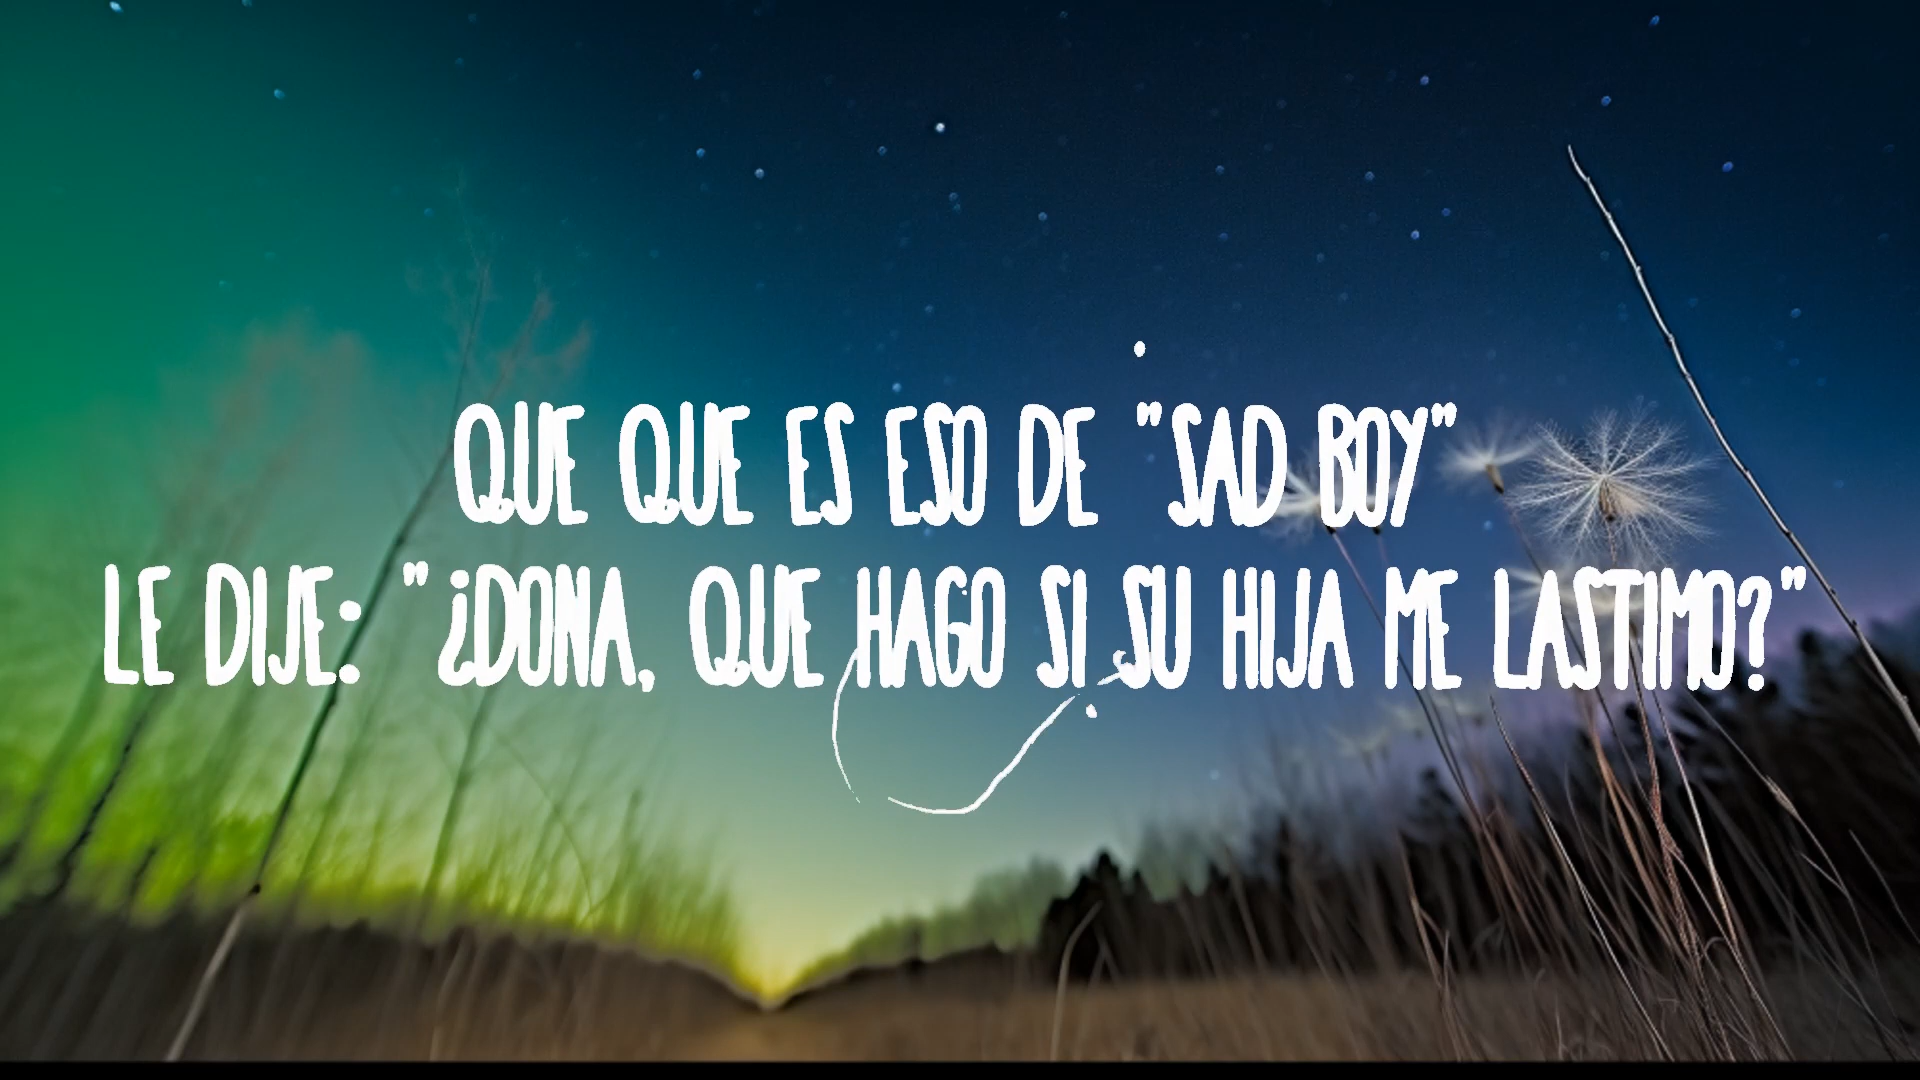 QUE QUE ES ESO DE "SAD BOY"
LE DIJE: "¿DONA, QUE HAGO SI SU HIJA ME LASTIMO?"